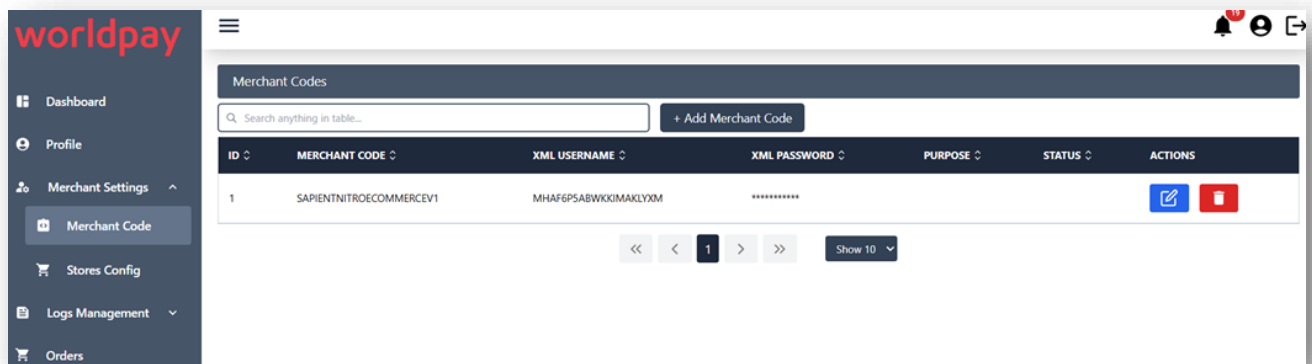 worldpay
19
Dashboard
Profile
Merchant Settings
Merchant Code
Stores Config
Logs Management
Orders
Merchant Codes
Search anything in table...
+ Add Merchant Code
ID MERCHANT CODE XML USERNAME XML PASSWORD PURPOSE STATUS ACTIONS
1 SAPIENTNITROECOMMERCEV1 MHAF6P5ABWKKIMAKLYXM ***********
<< < 1 > >> Show 10